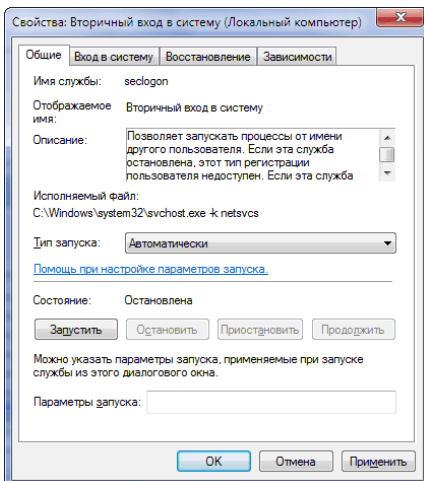 Свойства: Вторичный вход в систему (Локальный компьютер)
Общие Вход в систему Восстановление Зависимости
Имя службы: seclogon
Отображаемое имя: Вторичный вход в систему
Описание: Позволяет запускать процессы от имени
другого пользователя. Если эта служба
остановлена, этот тип регистрации
пользователя недоступен. Если эта служба
Исполняемый файл:
C:\Windows\system32\svchost.exe -k netsvcs
Тип запуска: Автоматически
Помощь при настройке параметров запуска.
Состояние: Остановлена
Запустить Остановить Приостановить Продолжить
Можно указать параметры запуска, применяемые при запуске
службы из этого диалогового окна.
Параметры запуска:
OK Отмена Применить